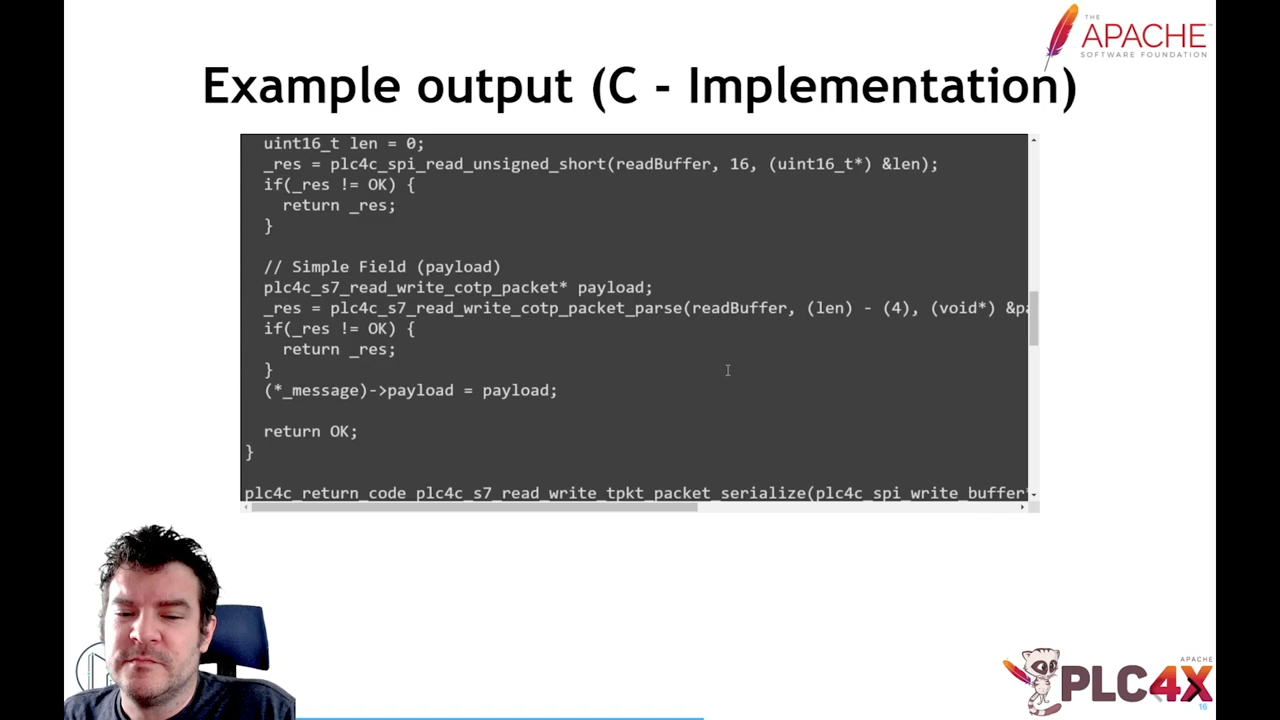 THE
APACHE
SOFTWARE FOUNDATION
Example output (C - Implementation)
uint16_t len = 0;
_res = plc4c_spi_read_unsigned_short(readBuffer, 16, (uint16_t*) &len);
if(_res != OK) {
return _res;
}
// Simple Field (payload)
plc4c_s7_read_write_cotp_packet* payload;
_res = plc4c_s7_read_write_cotp_packet_parse(readBuffer, (len) - (4), (void*) &pa
if(_res != OK) {
return _res;
}
(*_message)->payload = payload;
return OK;
}
plc4c_return_code plc4c_s7_read_write_tpkt_packet_serialize(plc4c_spi_write_buffer*
APACHE
PLC4X
16